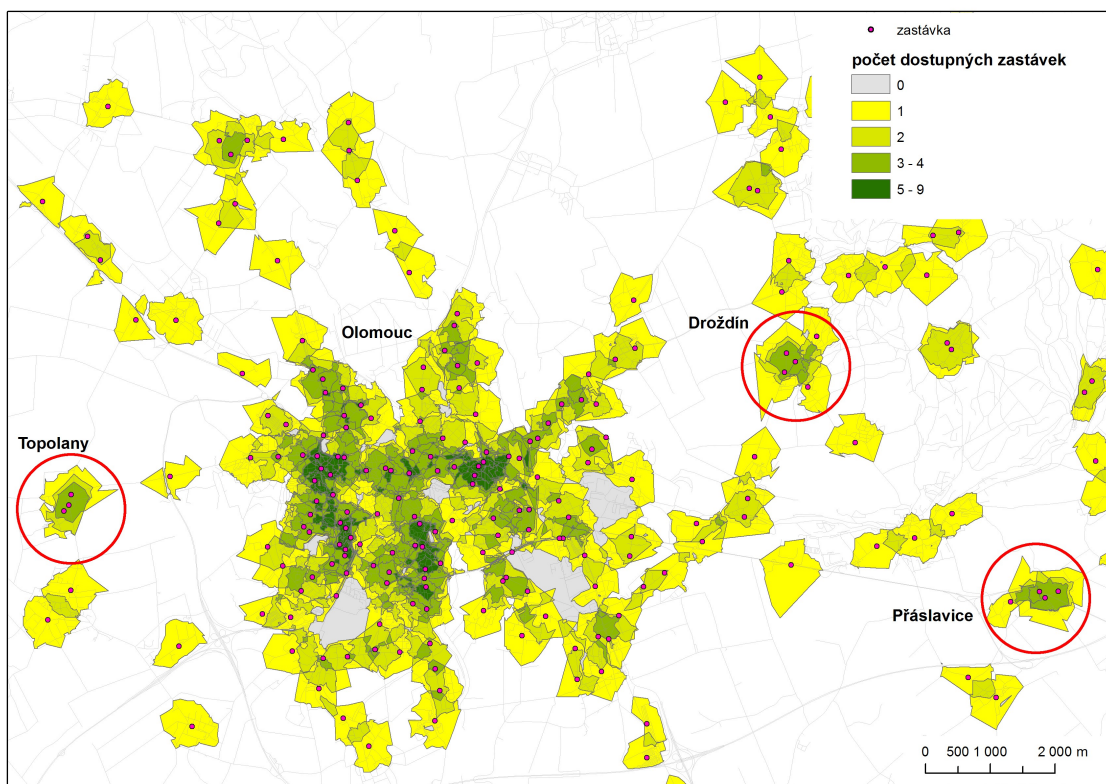 zastávka
počet dostupných zastávek
0
1
2
3 - 4
5 - 9
Olomouc
Droždín
Topolany
Přáslavice
0 500 1 000 2 000 m